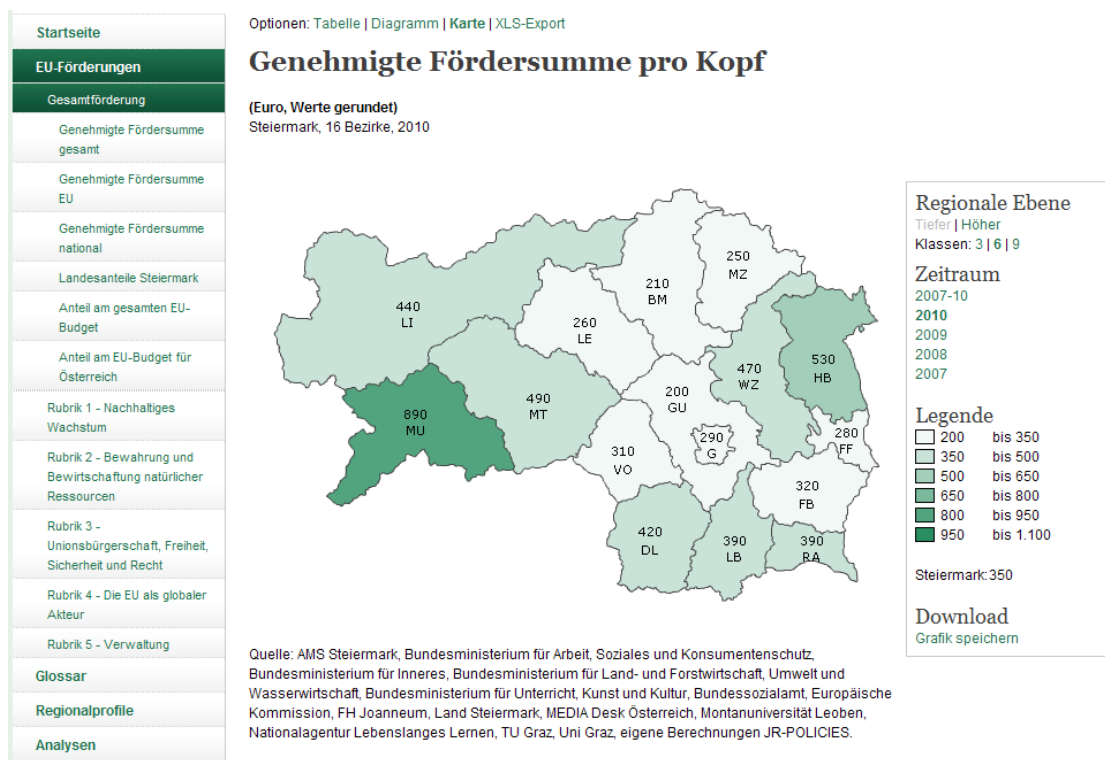 Startseite
EU-Förderungen
Gesamtförderung
Genehmigte Fördersumme
gesamt
Genehmigte Fördersumme
EU
Genehmigte Fördersumme
national
Landesanteile Steiermark
Anteil am gesamten EU-
Budget
Anteil am EU-Budget für
Österreich
Rubrik 1 - Nachhaltiges
Wachstum
Rubrik 2 - Bewahrung und
Bewirtschaftung natürlicher
Ressourcen
Rubrik 3 -
Unionsbürgerschaft, Freiheit,
Sicherheit und Recht
Rubrik 4 - Die EU als globaler
Akteur
Rubrik 5 - Verwaltung
Glossar
Regionalprofile
Analysen
Optionen: Tabelle | Diagramm | Karte | XLS-Export
Genehmigte Fördersumme pro Kopf
(Euro, Werte gerundet)
Steiermark, 16 Bezirke, 2010
250
MZ
210
BM
440
LI
260
LE
530
HB
470
WZ
490
MT
200
GU
890
MU
290
G
280
FF
310
VO
320
FB
420
DL
390
LB
390
RA
Regionale Ebene
Tiefer | Höher
Klassen: 3 | 6 | 9
Zeitraum
2007-10
2010
2009
2008
2007
Legende
200 bis 350
350 bis 500
500 bis 650
650 bis 800
800 bis 950
950 bis 1.100
Steiermark: 350
Download
Grafik speichern
Quelle: AMS Steiermark, Bundesministerium für Arbeit, Soziales und Konsumentenschutz,
Bundesministerium für Inneres, Bundesministerium für Land- und Forstwirtschaft, Umwelt und
Wasserwirtschaft, Bundesministerium für Unterricht, Kunst und Kultur, Bundessozialamt, Europäische
Kommission, FH Joanneum, Land Steiermark, MEDIA Desk Österreich, Montanuniversität Leoben,
Nationalagentur Lebenslanges Lernen, TU Graz, Uni Graz, eigene Berechnungen JR-POLICIES.